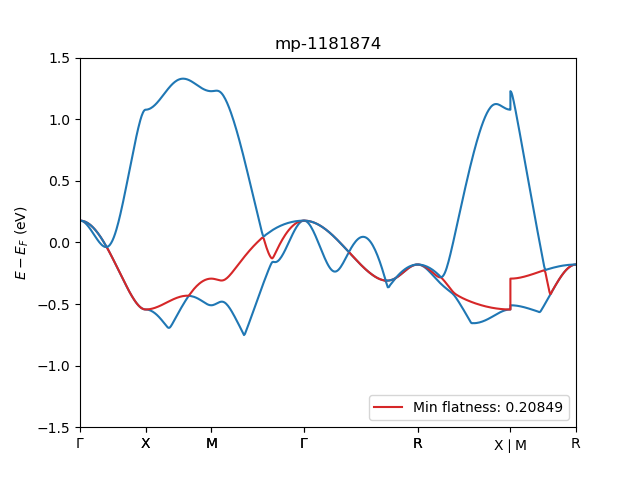 mp-1181874
1.5
1.0
0.5
0.0
−0.5
−1.0
−1.5
E − E_F (eV)
Γ X M Γ R X | M R
Min flatness: 0.20849